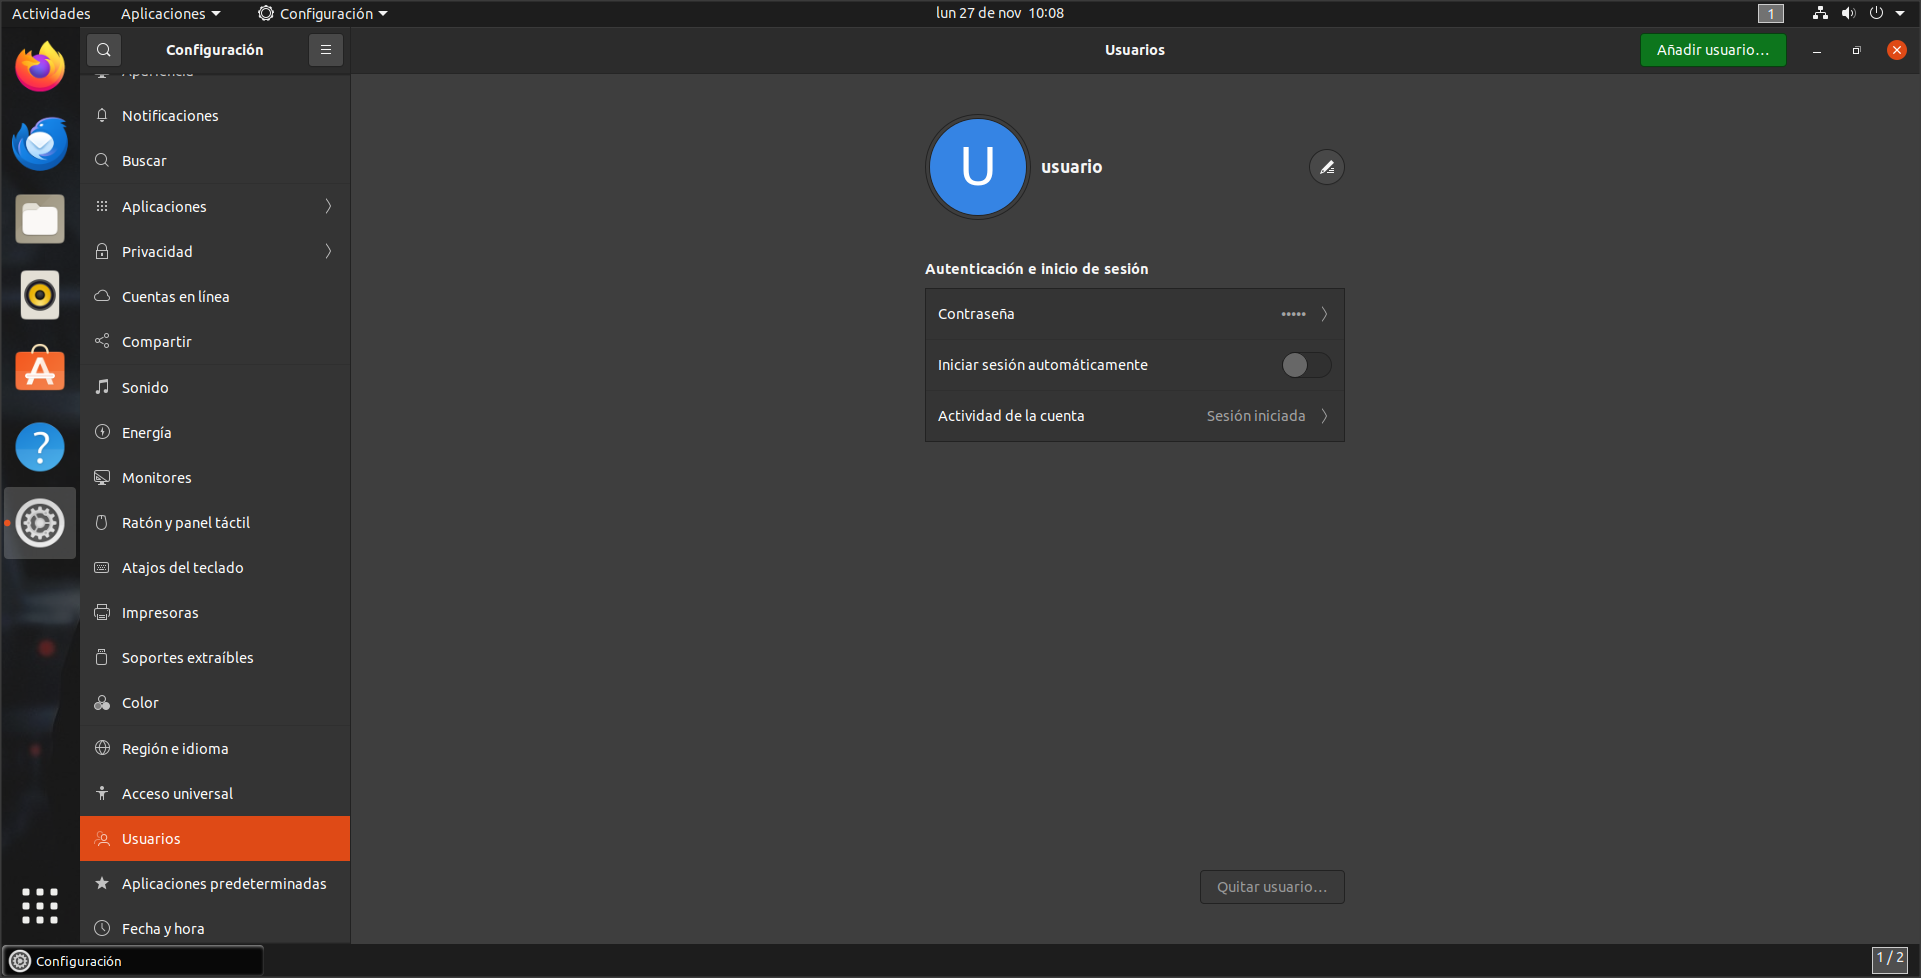 Actividades Aplicaciones Configuración lun 27 de nov 10:08 1
Configuración Usuarios Añadir usuario...
Apariencia
Notificaciones
Buscar
Aplicaciones
Privacidad
Cuentas en línea
Compartir
Sonido
Energía
Monitores
Ratón y panel táctil
Atajos del teclado
Impresoras
Soportes extraíbles
Color
Región e idioma
Acceso universal
Usuarios
Aplicaciones predeterminadas
Fecha y hora
U usuario
Autenticación e inicio de sesión
Contraseña •••••
Iniciar sesión automáticamente
Actividad de la cuenta Sesión iniciada
Quitar usuario...
Configuración 1 / 2